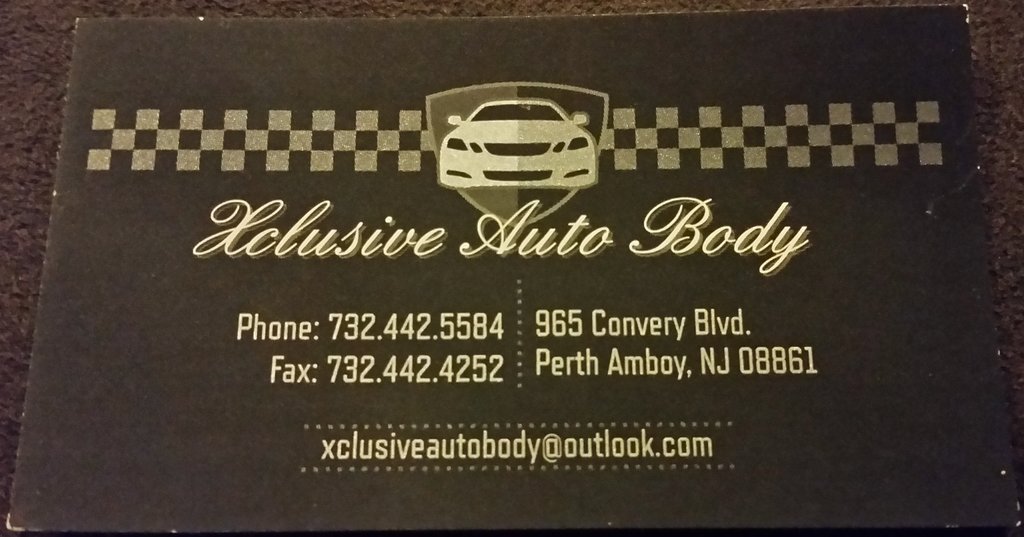 Xclusive Auto Body
Phone: 732.442.5584
Fax: 732.442.4252
965 Convery Blvd.
Perth Amboy, NJ 08861
xclusiveautobody@outlook.com